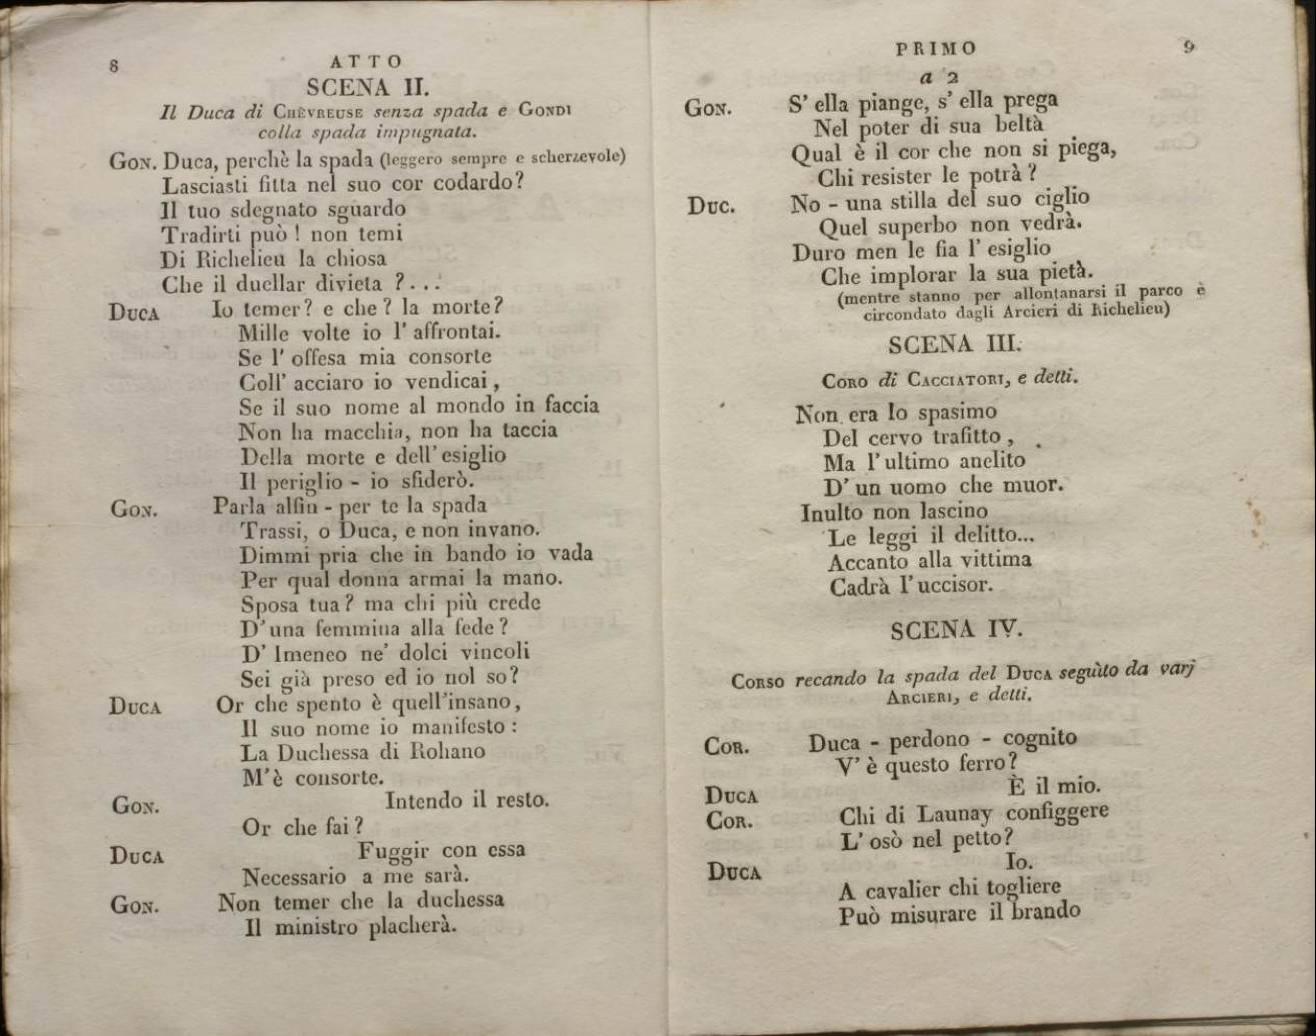 8
ATTO
SCENA II.
Il Duca di CHÈVREUSE senza spada e GONDI
colla spada impugnata.
GON. Duca, perchè la spada (leggero sempre e scherzevole)
Lasciasti fitta nel suo cor codardo?
Il tuo sdegnato sguardo
Tradirti può! non temi
Di Richelieu la chiosa
Che il duellar divieta ?...
DUCA Io temer? e che? la morte?
Mille volte io l' affrontai.
Se l' offesa mia consorte
Coll' acciaro io vendicai,
Se il suo nome al mondo in faccia
Non ha macchia, non ha taccia
Della morte e dell' esiglio
Il periglio - io sfiderò.
GON. Parla alfin - per te la spada
Trassi, o Duca, e non invano.
Dimmi pria che in bando io vada
Per qual donna armai la mano.
Sposa tua? ma chi più crede
D'una femmina alla fede?
D' Imeneo ne' dolci vincoli
Sei già preso ed io nol so?
DUCA Or che spento è quell'insano,
Il suo nome io manifesto:
La Duchessa di Rohano
M'è consorte.
GON. Intendo il resto.
Or che fai?
DUCA Fuggir con essa
Necessario a me sarà.
GON. Non temer che la duchessa
Il ministro placherà.
PRIMO
9
a 2
GON. S' ella piange, s' ella prega
Nel poter di sua beltà
Qual è il cor che non si piega,
Chi resister le potrà?
DUC. No - una stilla del suo ciglio
Quel superbo non vedrà.
Duro men le fia l' esiglio
Che implorar la sua pietà.
(mentre stanno per allontanarsi il parco è
circondato dagli Arcieri di Richelieu)
SCENA III.
CORO di CACCIATORI, e detti.
Non era lo spasimo
Del cervo trafitto,
Ma l'ultimo anelito
D' un uomo che muor.
Inulto non lascino
Le leggi il delitto...
Accanto alla vittima
Cadrà l'uccisor.
SCENA IV.
CORSO recando la spada del DUCA seguito da varj
ARCIERI, e detti.
COR. Duca - perdono - cognito
V' è questo ferro?
DUCA È il mio.
COR. Chi di Launay configgere
L' osò nel petto?
DUCA Io.
A cavalier chi togliere
Può misurare il brando